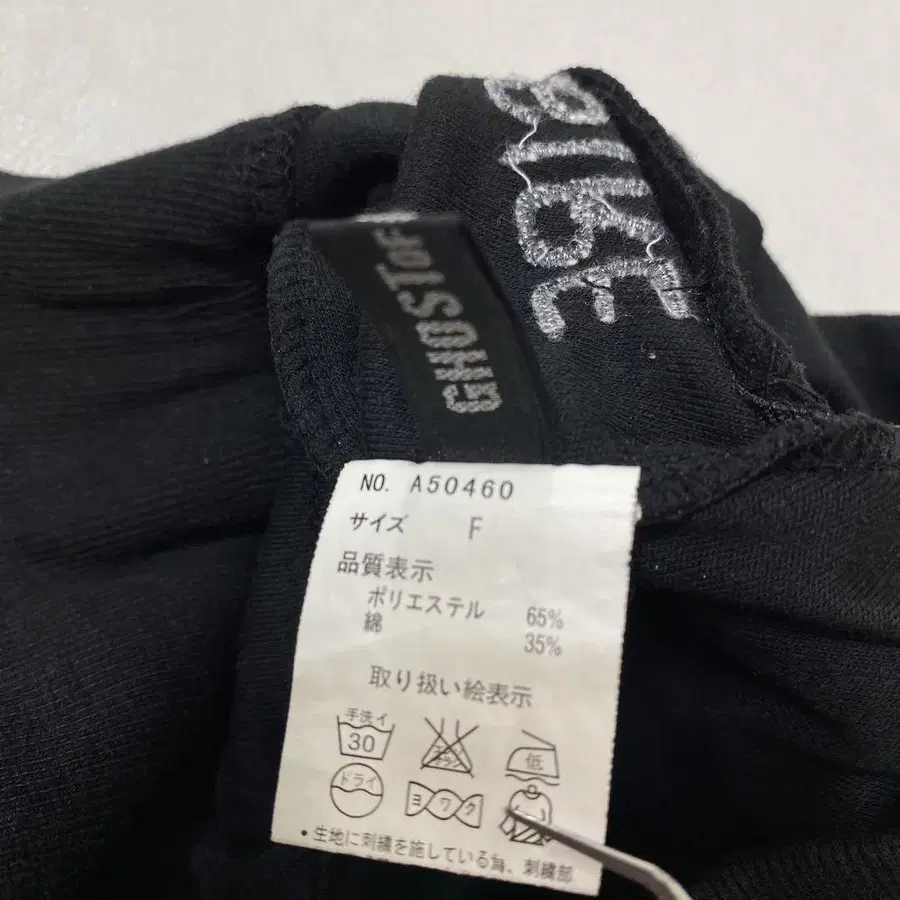 GHOST OF
NO. A50460
サイズ F
品質表示
ポリエステル 65%
綿 35%
取り扱い絵表示
手洗イ
30
低
ドライ
ヨワク
・生地に刺繍を施している為、刺繍部